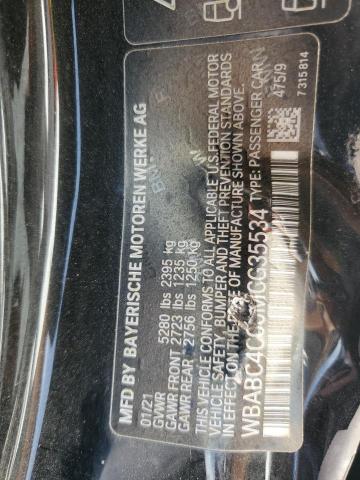 MFD BY BAYERISCHE MOTOREN WERKE AG
01/21
GVWR 5280 lbs 2395 kg
GAWR FRONT 2723 lbs 1235 kg
GAWR REAR 2756 lbs 1250 kg
THIS VEHICLE CONFORMS TO ALL APPLICABLE U.S.FEDERAL MOTOR
VEHICLE SAFETY, BUMPER AND THEFT PREVENTION STANDARDS
IN EFFECT ON THE DATE OF MANUFACTURE SHOWN ABOVE.
TYPE: PASSENGER CAR
475/9
7315814